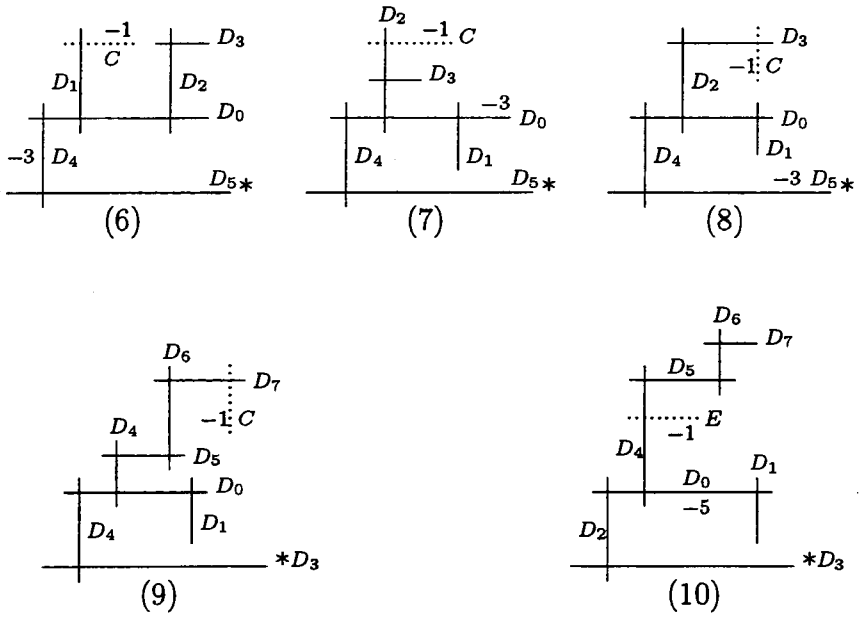 −1 D₃
C
D₁ D₂
D₀
−3 D₄
D₅*
(6)
D₂
−1 C
D₃
−3
D₀
D₄ D₁
D₅*
(7)
D₃
−1 C
D₂
D₀
D₄ D₁
−3 D₅*
(8)
D₆
D₇
−1 C
D₄
D₅
D₀
D₄ D₁
*D₃
(9)
D₆
D₇
D₅
E
−1
D₄
D₀ D₁
−5
D₂
*D₃
(10)